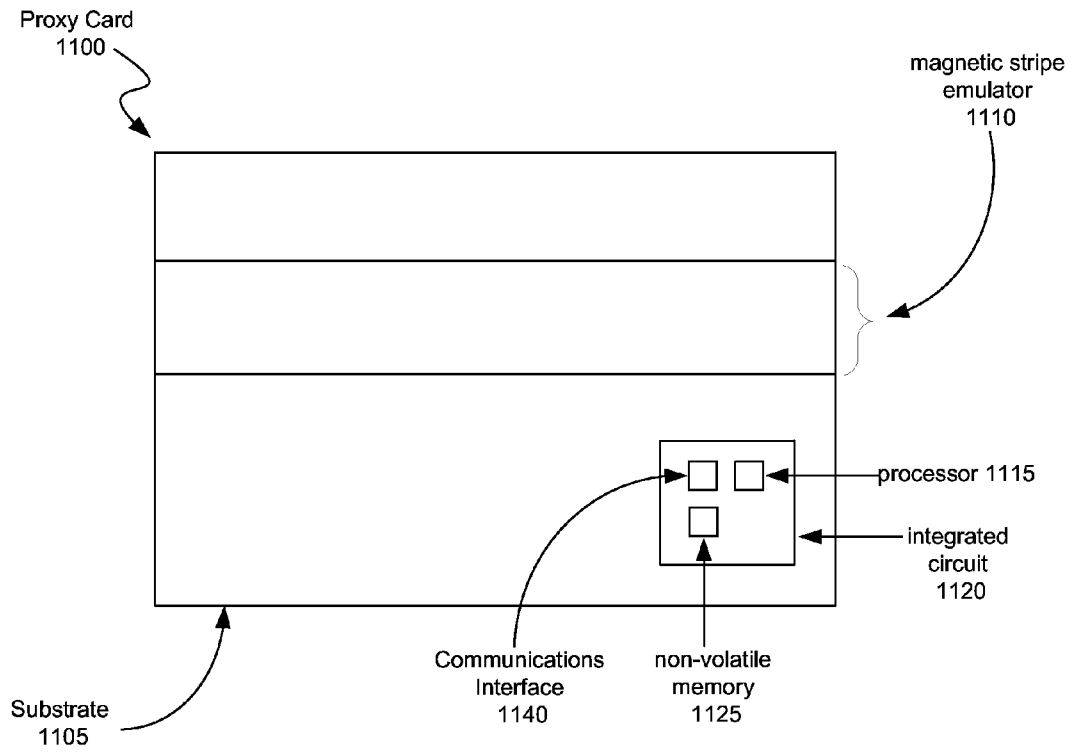 Proxy Card
1100
magnetic stripe
emulator
1110
processor 1115
integrated
circuit
1120
Communications
Interface
1140
non-volatile
memory
1125
Substrate
1105